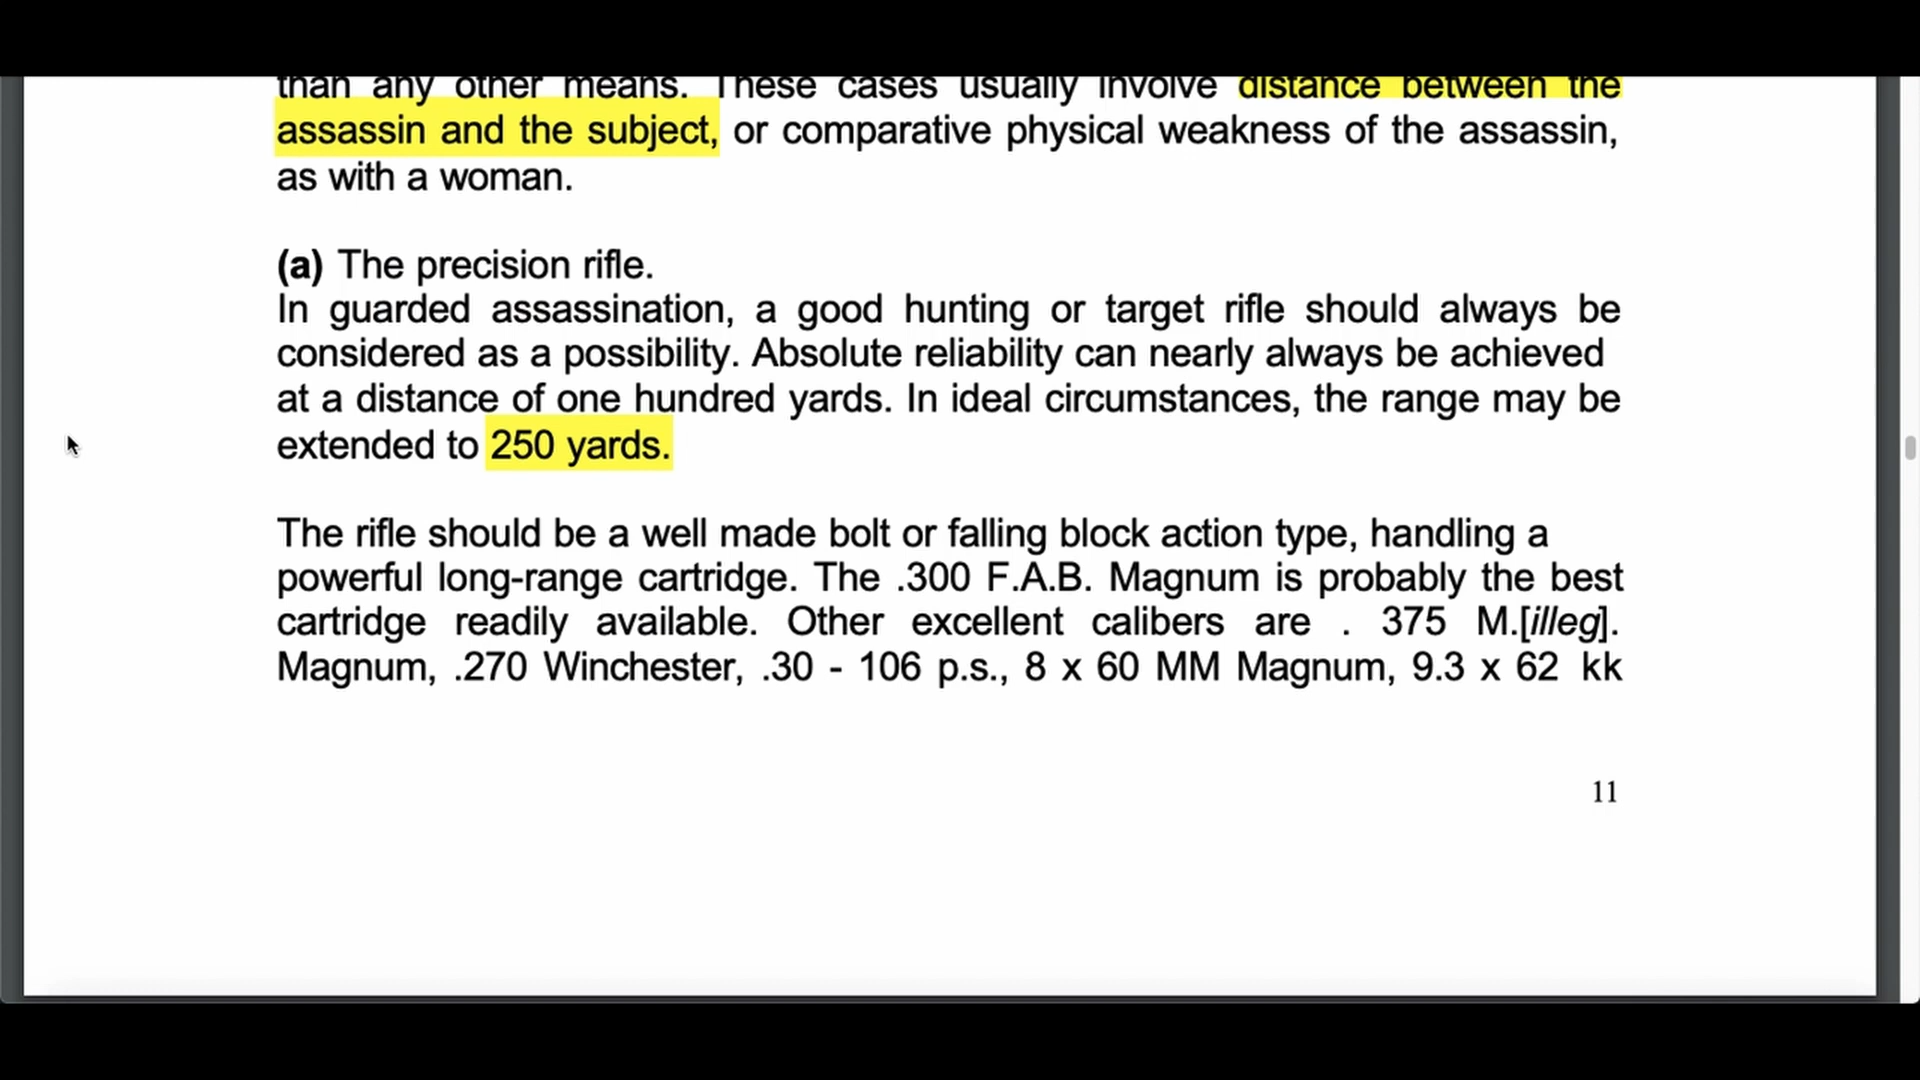 than any other means. These cases usually involve distance between the
assassin and the subject, or comparative physical weakness of the assassin,
as with a woman.
(a) The precision rifle.
In guarded assassination, a good hunting or target rifle should always be
considered as a possibility. Absolute reliability can nearly always be achieved
at a distance of one hundred yards. In ideal circumstances, the range may be
extended to 250 yards.
The rifle should be a well made bolt or falling block action type, handling a
powerful long-range cartridge. The .300 F.A.B. Magnum is probably the best
cartridge readily available. Other excellent calibers are . 375 M.[illeg].
Magnum, .270 Winchester, .30 - 106 p.s., 8 x 60 MM Magnum, 9.3 x 62 kk
11